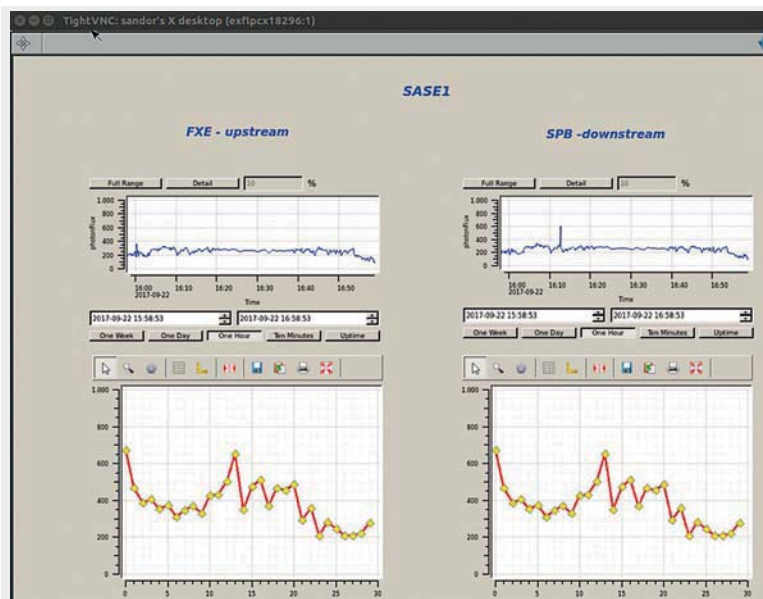 TightVNC: sandor's X desktop (exflpcx18296:1)
SASE1
FXE - upstream
SPB -downstream
Full Range Detail 10 %
Full Range Detail 10 %
1.000
800
600
400
200
0
photonFlux
16:00 16:10 16:20 16:30 16:40 16:50
2017-09-22
Time
1.000
800
600
400
200
0
photonFlux
16:00 16:10 16:20 16:30 16:40 16:50
2017-09-22
Time
2017-09-22 15:58:53 2017-09-22 16:58:53
2017-09-22 15:58:53 2017-09-22 16:58:53
One Week One Day One Hour Ten Minutes Uptime
One Week One Day One Hour Ten Minutes Uptime
1.000
800
600
400
200
0
0 5 10 15 20 25 30
1.000
800
600
400
200
0
0 5 10 15 20 25 30